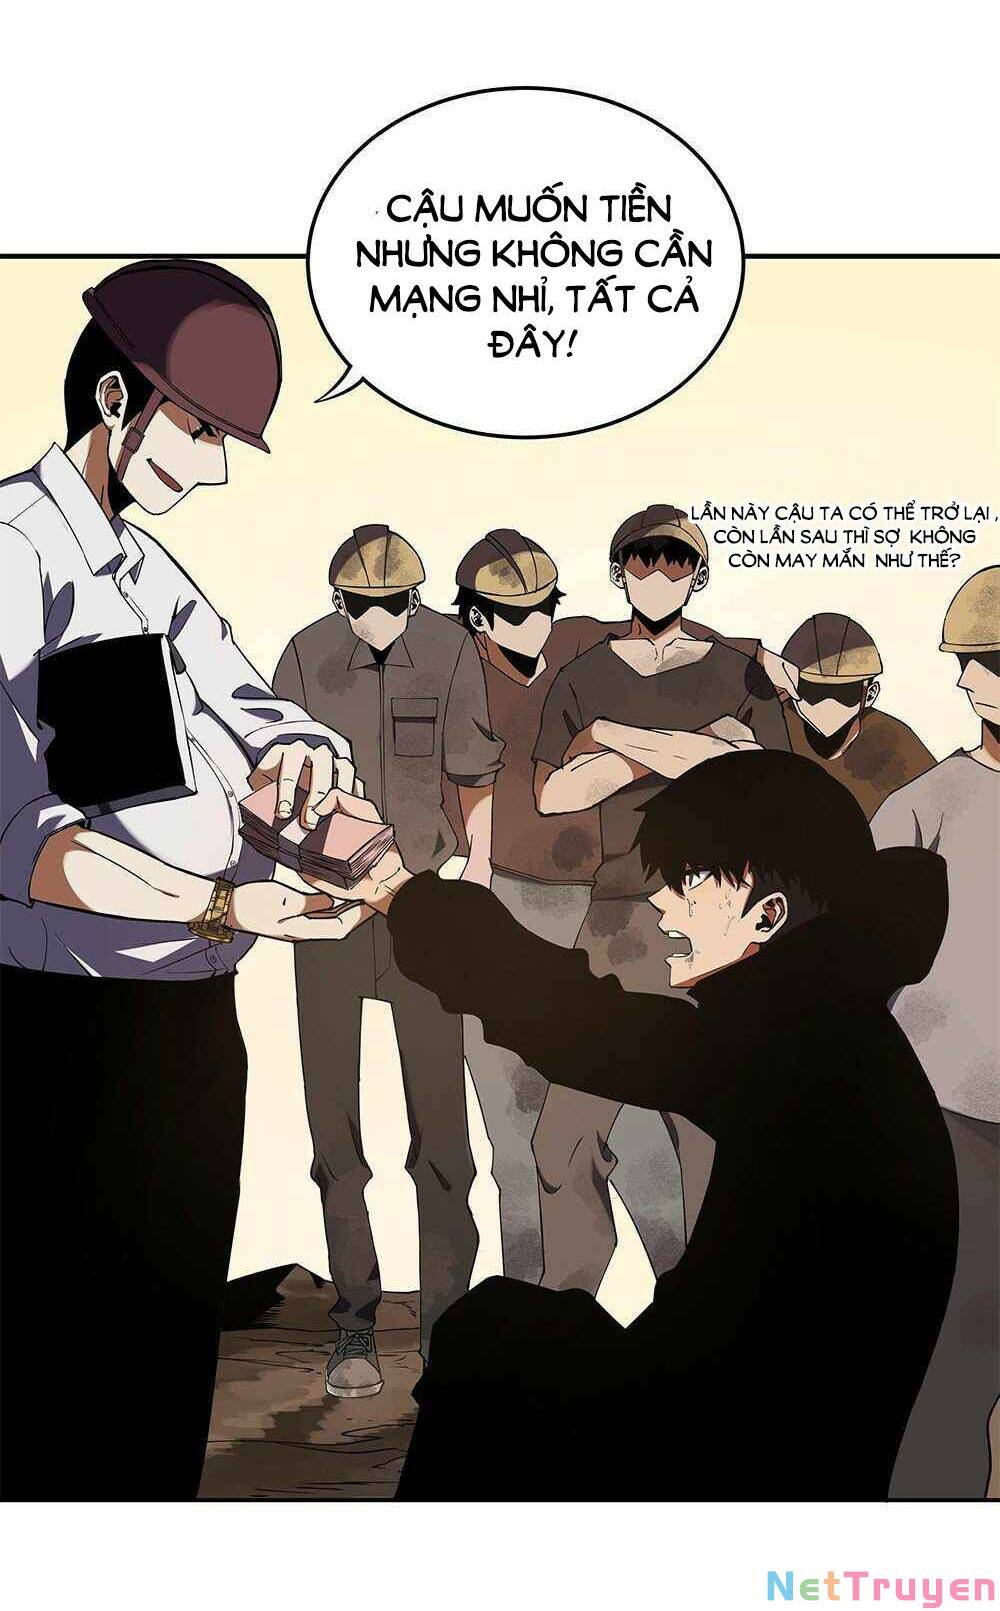 CẬU MUỐN TIỀN
NHƯNG KHÔNG CẦN
MẠNG NHỈ, TẤT CẢ
ĐÂY!
LẦN NÀY CẬU TA CÓ THỂ TRỞ LẠI,
CÒN LẦN SAU THÌ SỢ KHÔNG
CÒN MAY MẮN NHƯ THẾ?
NetTruyen